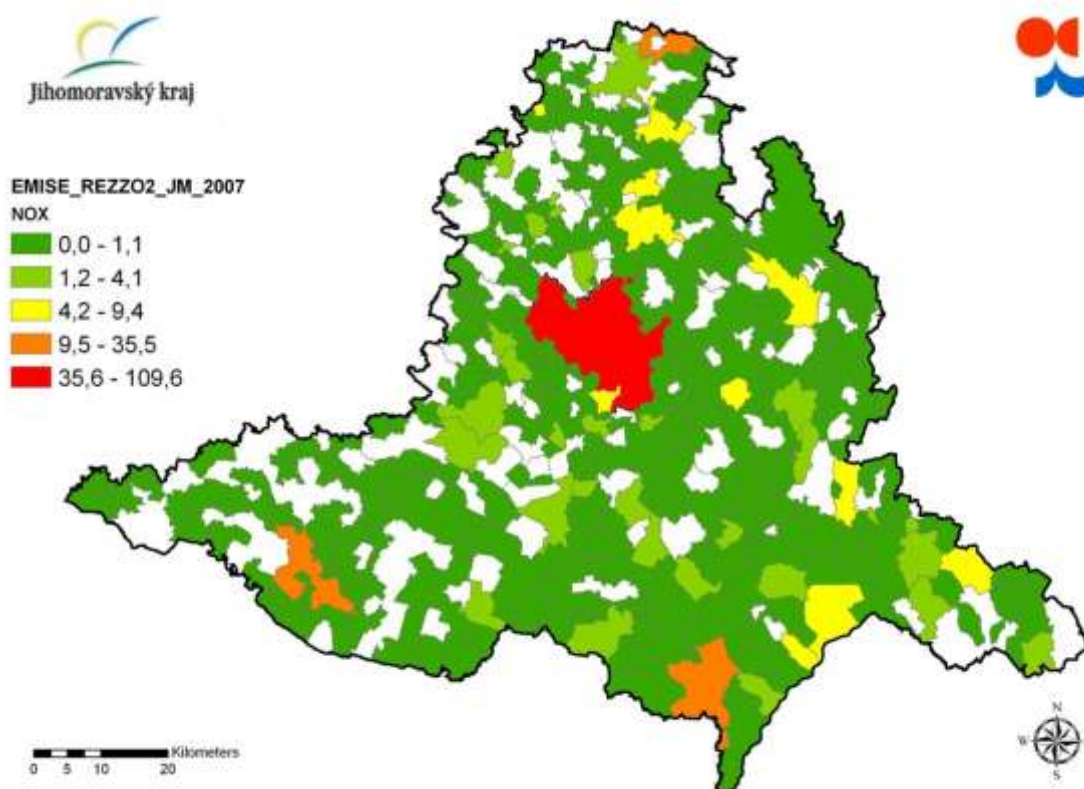 Jihomoravský kraj
EMISE_REZZO2_JM_2007
NOX
0,0 - 1,1
1,2 - 4,1
4,2 - 9,4
9,5 - 35,5
35,6 - 109,6
Kilometers
0 5 10 20
N
W E
S